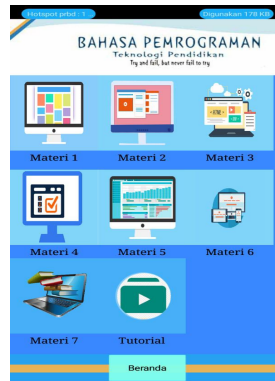 Hotspot prbd : 1
Digunakan 178 KB
BAHASA PEMROGRAMAN
Teknologi Pendidikan
Try and fail, but never fail to try
Materi 1
Materi 2
Materi 3
Materi 4
Materi 5
Materi 6
Materi 7
Tutorial
Beranda